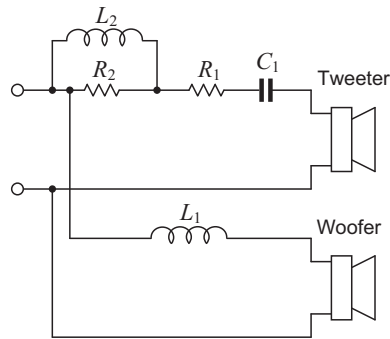 L₂
R₂
R₁
C₁
Tweeter
L₁
Woofer